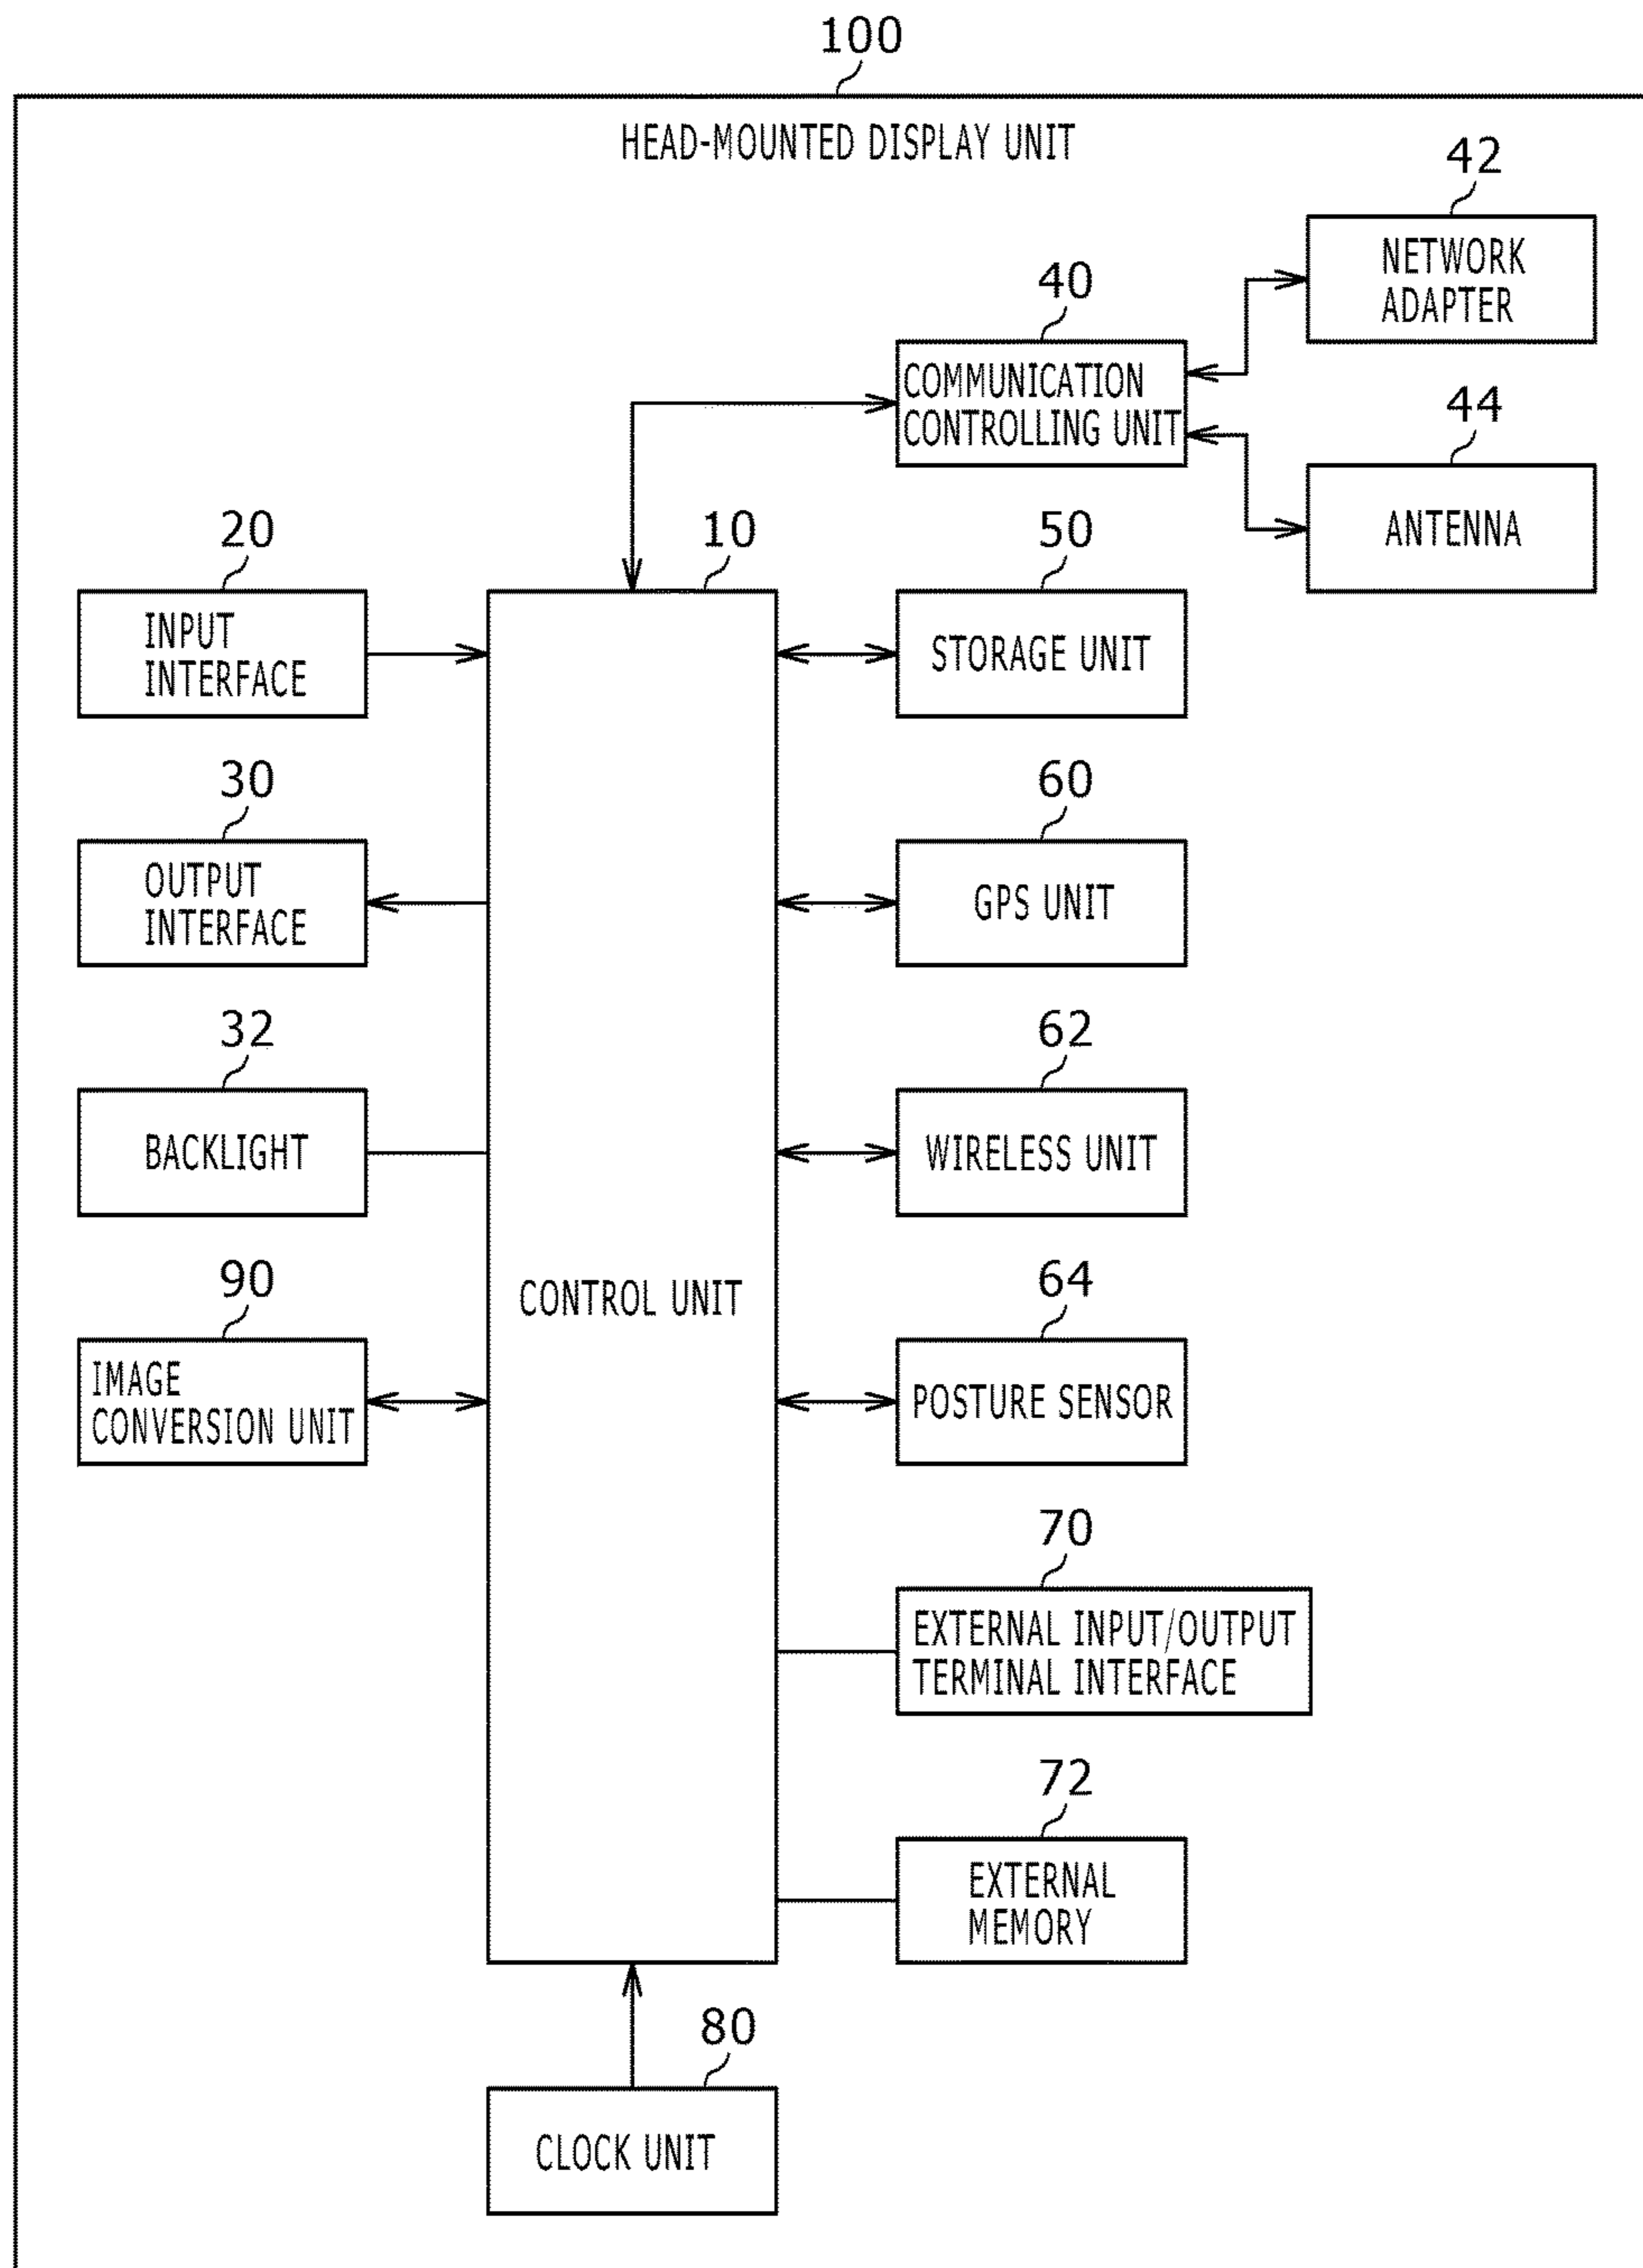 100
HEAD-MOUNTED DISPLAY UNIT
42
NETWORK
ADAPTER
40
COMMUNICATION
CONTROLLING UNIT
44
ANTENNA
20
INPUT
INTERFACE
10
CONTROL UNIT
50
STORAGE UNIT
30
OUTPUT
INTERFACE
60
GPS UNIT
32
BACKLIGHT
62
WIRELESS UNIT
90
IMAGE
CONVERSION UNIT
64
POSTURE SENSOR
70
EXTERNAL INPUT/OUTPUT
TERMINAL INTERFACE
72
EXTERNAL
MEMORY
80
CLOCK UNIT